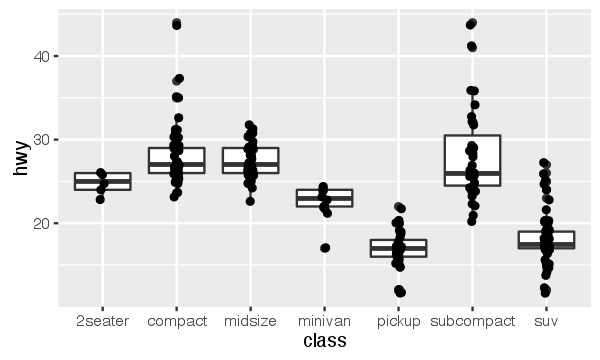 40
30
20
hwy
2seater compact midsize minivan pickup subcompact suv
class